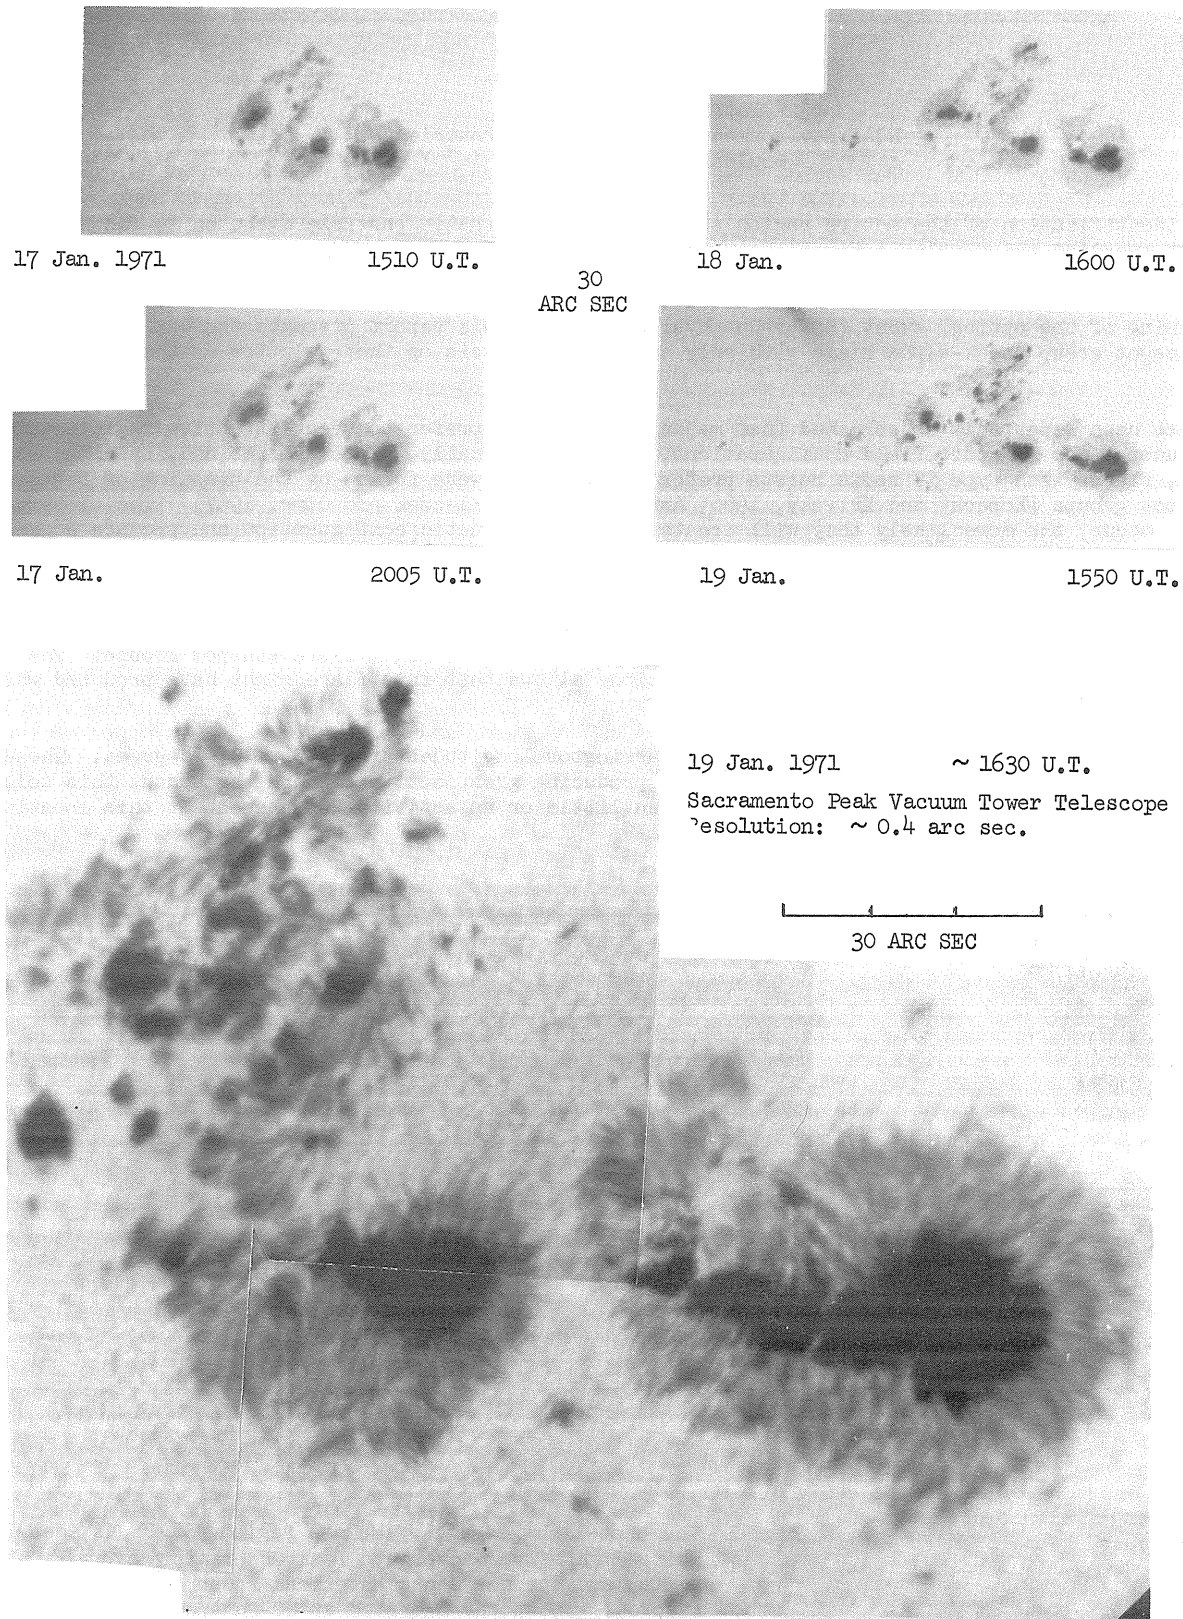 17 Jan. 1971 1510 U.T.
18 Jan. 1600 U.T.
30
ARC SEC
17 Jan. 2005 U.T.
19 Jan. 1550 U.T.
19 Jan. 1971 ~ 1630 U.T.
Sacramento Peak Vacuum Tower Telescope
esolution: ~ 0.4 arc sec.
30 ARC SEC